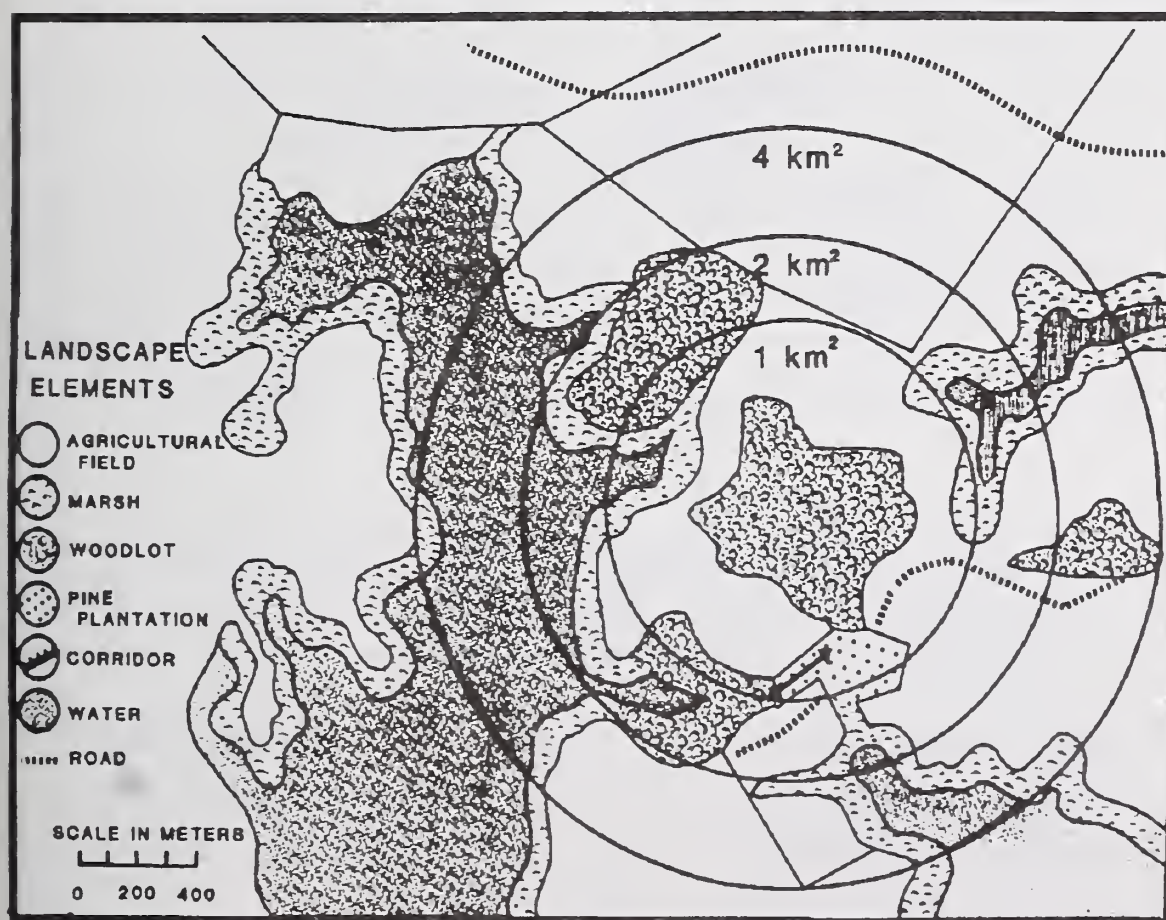 4 km²
2 km²
1 km²
LANDSCAPE
ELEMENTS
AGRICULTURAL
FIELD
MARSH
WOODLOT
PINE
PLANTATION
CORRIDOR
WATER
ROAD
SCALE IN METERS
0 200 400